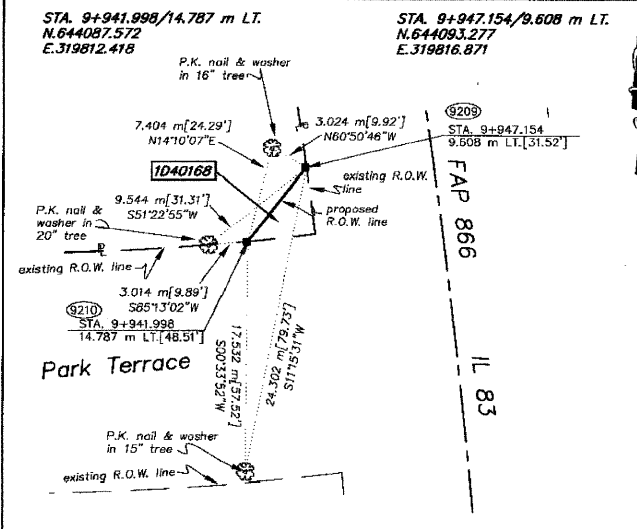 STA. 9+941.998/14.787 m LT.
N.644087.572
E.319812.418
STA. 9+947.154/9.608 m LT.
N.644093.277
E.319816.871
P.K. nail & washer
in 16" tree
7.404 m[24.29']
N14°10'07"E
3.024 m[9.92']
N60°50'46"W
9209
STA. 9+947.154
9.608 m LT.[31.52']
1D40168
existing R.O.W.
line
9.544 m[31.31']
S51°22'55"W
proposed
R.O.W. line
FAP 866
P.K. nail &
washer in
20" tree
existing R.O.W. line
3.014 m[9.89']
S65°13'02"W
9210
STA. 9+941.998
14.787 m LT.[48.51']
Park Terrace
17.532 m[57.52']
S00°33'52"W
24.302 m[79.73']
S11°15'31"W
IL 83
P.K. nail & washer
in 15" tree
existing R.O.W. line